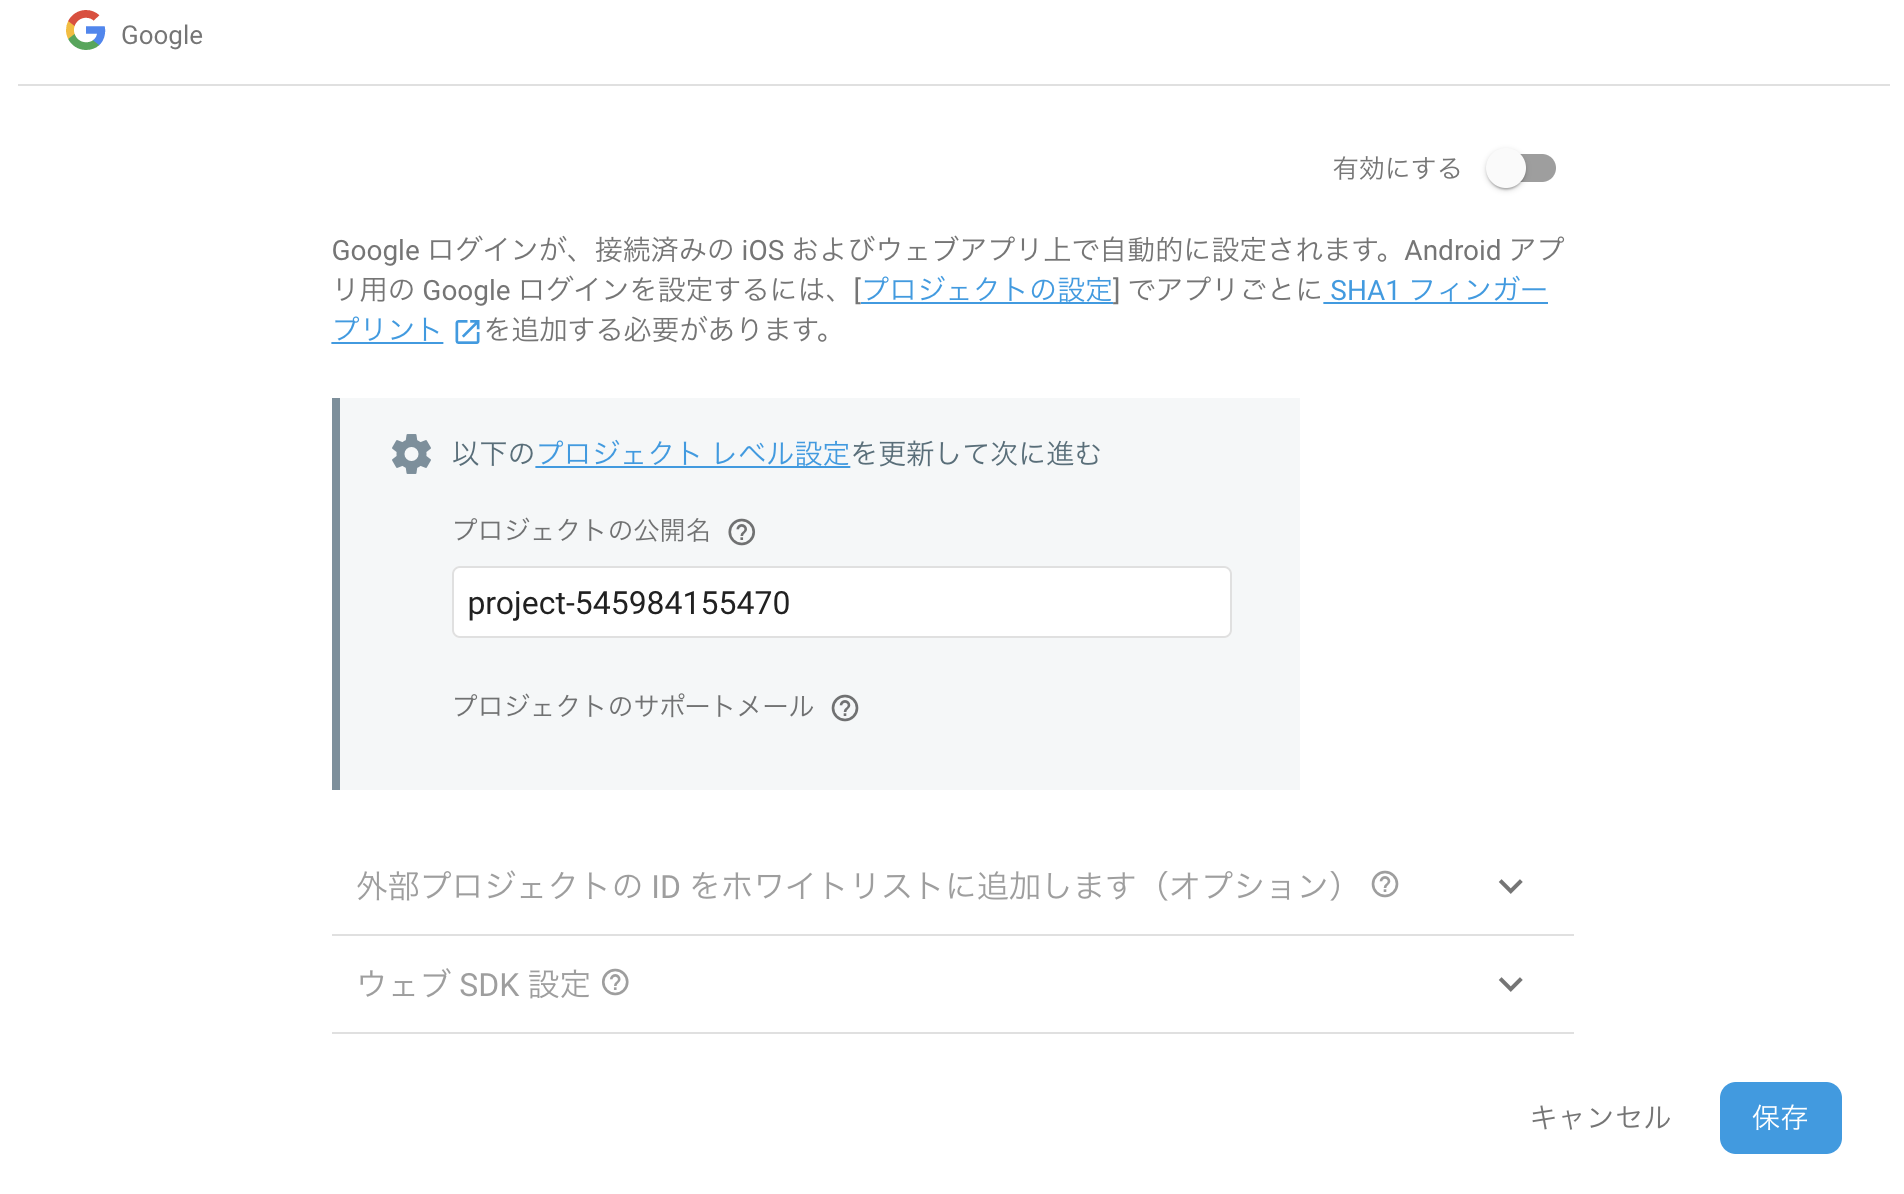 Google
有効にする
Google ログインが、接続済みの iOS およびウェブアプリ上で自動的に設定されます。Android アプ
リ用の Google ログインを設定するには、[プロジェクトの設定] でアプリごとに SHA1 フィンガー
プリント を追加する必要があります。
以下のプロジェクト レベル設定を更新して次に進む
プロジェクトの公開名
project-545984155470
プロジェクトのサポートメール
外部プロジェクトの ID をホワイトリストに追加します（オプション）
ウェブ SDK 設定
キャンセル
保存